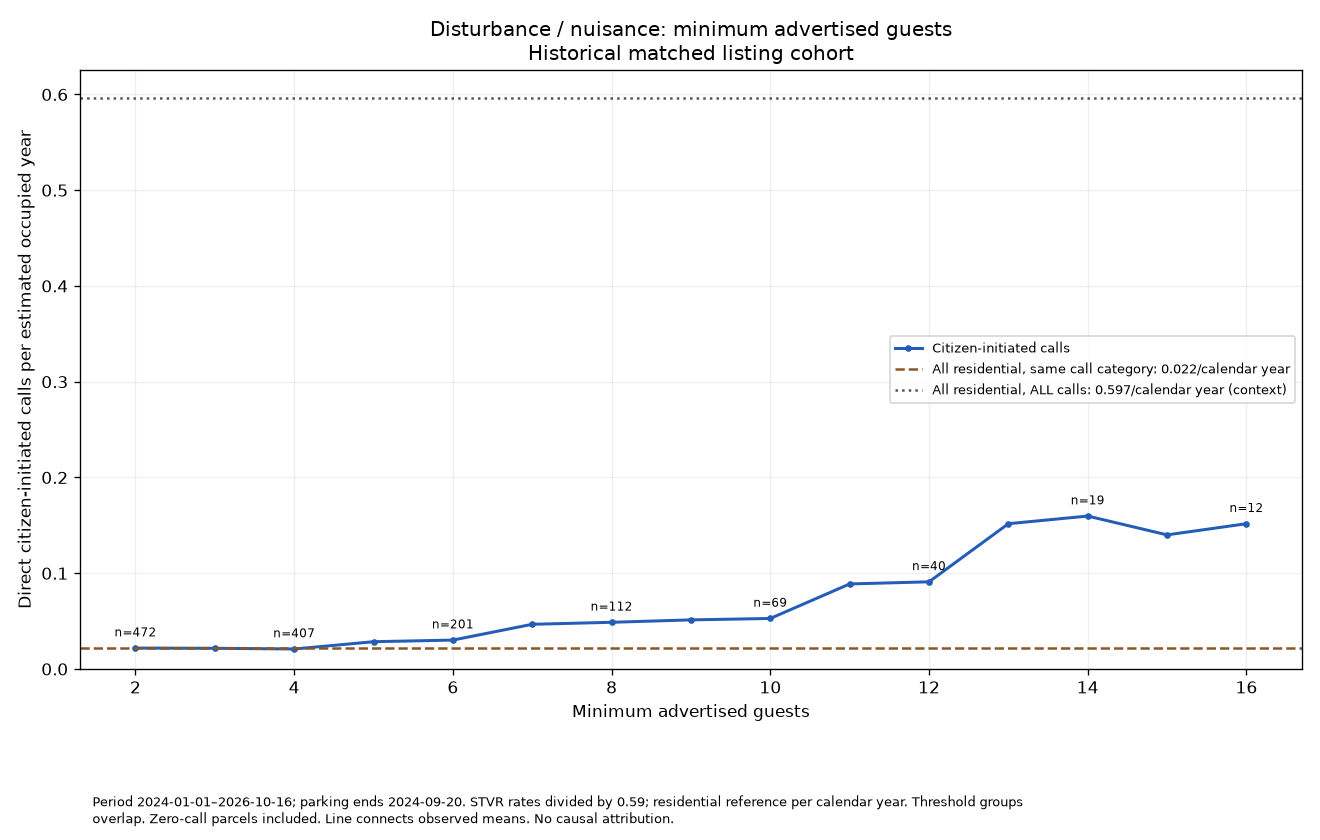 Disturbance / nuisance: minimum advertised guests
Historical matched listing cohort
Direct citizen-initiated calls per estimated occupied year
0.6
0.5
0.4
0.3
0.2
0.1
0.0
Citizen-initiated calls
All residential, same call category: 0.022/calendar year
All residential, ALL calls: 0.597/calendar year (context)
n=472
n=407
n=201
n=112
n=69
n=40
n=19
n=12
2
4
6
8
10
12
14
16
Minimum advertised guests
Period 2024-01-01–2026-10-16; parking ends 2024-09-20. STVR rates divided by 0.59; residential reference per calendar year. Threshold groups
overlap. Zero-call parcels included. Line connects observed means. No causal attribution.